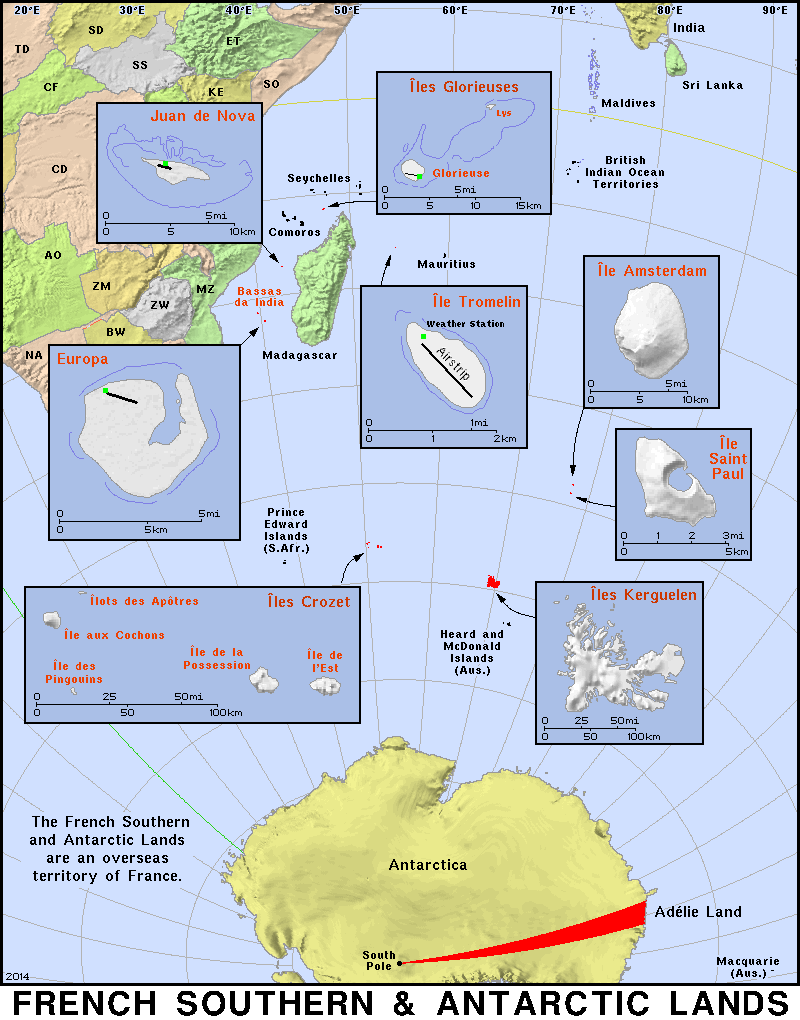 20°E
30°E
40°E
50°E
60°E
70°E
80°E
90°E
TD
SD
ET
SS
CF
KE
SO
CD
AO
ZM
MZ
ZW
BW
NA
India
Sri Lanka
Maldives
British
Indian Ocean
Territories
Seychelles
Comoros
Mauritius
Madagascar
Bassas
da India
Juan de Nova
0
5mi
0
5
10km
Îles Glorieuses
Lys
Glorieuse
0
5mi
0
5
10
15km
Île Tromelin
Weather Station
Airstrip
0
1mi
0
1
2km
Île Amsterdam
0
5mi
0
5
10km
Europa
0
5mi
0
5km
Île
Saint
Paul
0
1
2
3mi
0
5km
Prince
Edward
Islands
(S.Afr.)
Îles Crozet
Îlots des Apôtres
Île aux Cochons
Île des
Pingouins
Île de la
Possession
Île de
l'Est
0
25
50mi
0
50
100km
Heard and
McDonald
Islands
(Aus.)
Îles Kerguelen
0
25
50mi
0
50
100km
The French Southern
and Antarctic Lands
are an overseas
territory of France.
Antarctica
Adélie Land
South
Pole
Macquarie
(Aus.)
2014
FRENCH SOUTHERN & ANTARCTIC LANDS